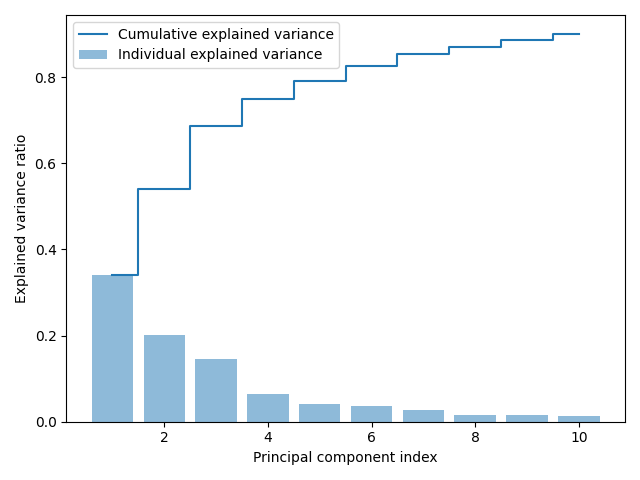 Cumulative explained variance
Individual explained variance
0.8
0.6
0.4
0.2
0.0
Explained variance ratio
2 4 6 8 10
Principal component index